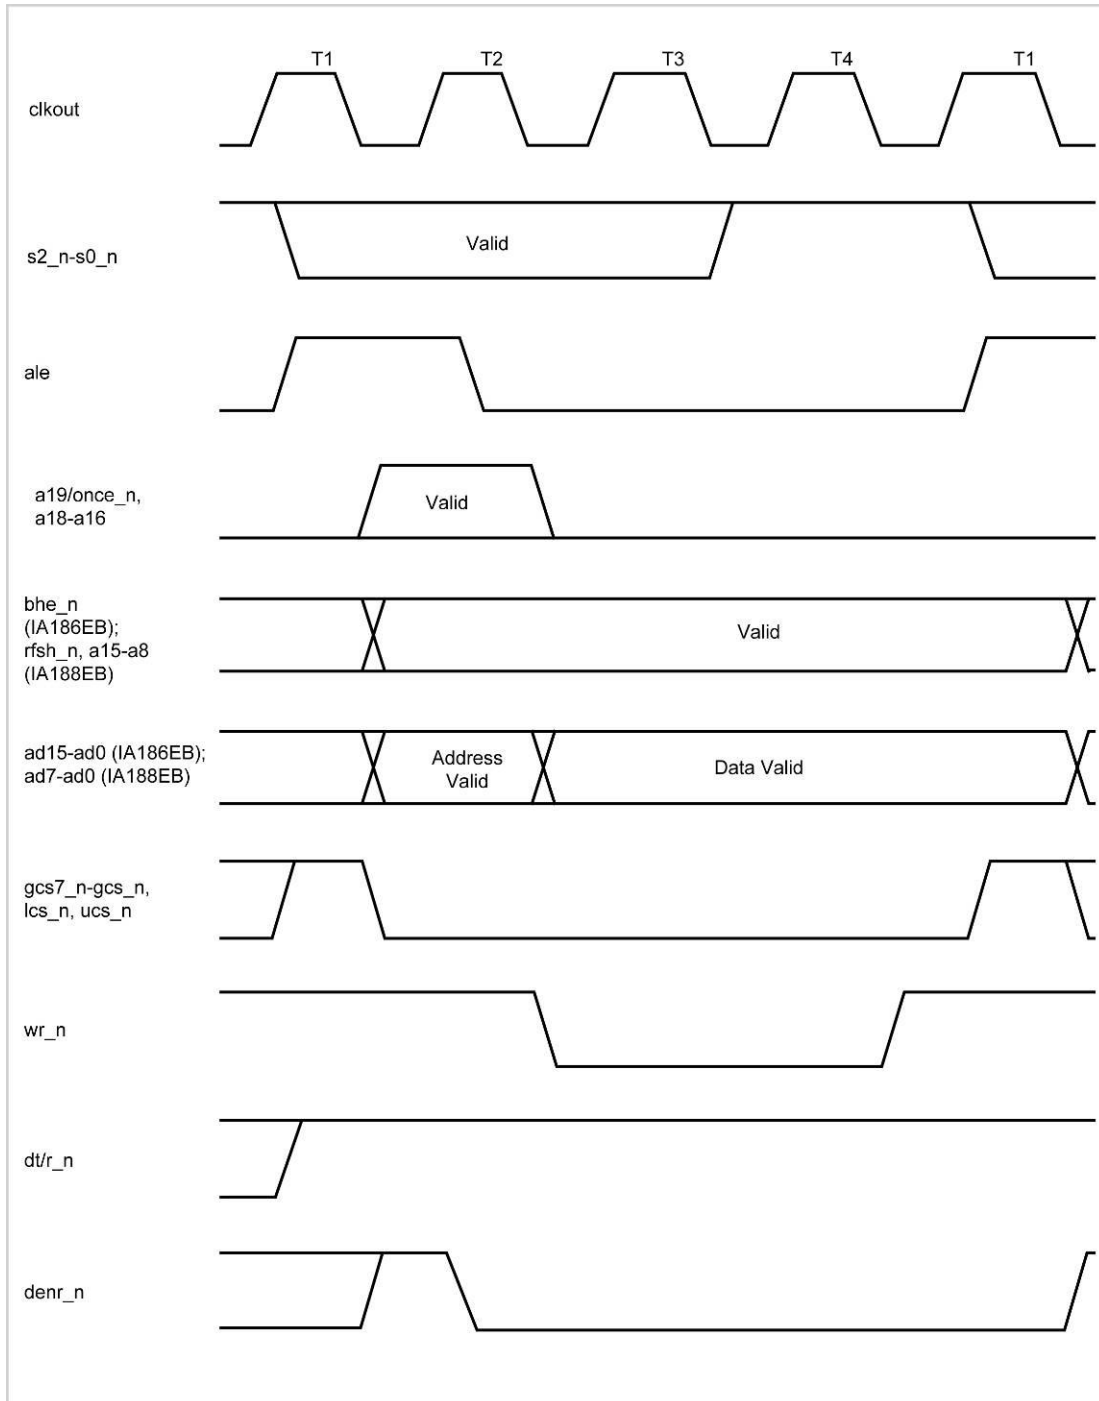 T1 T2 T3 T4 T1
clkout
s2_n-s0_n
Valid
ale
a19/once_n,
a18-a16
Valid
bhe_n
(IA186EB);
rfsh_n, a15-a8
(IA188EB)
Valid
ad15-ad0 (IA186EB);
ad7-ad0 (IA188EB)
Address
Valid
Data Valid
gcs7_n-gcs_n,
lcs_n, ucs_n
wr_n
dt/r_n
denr_n